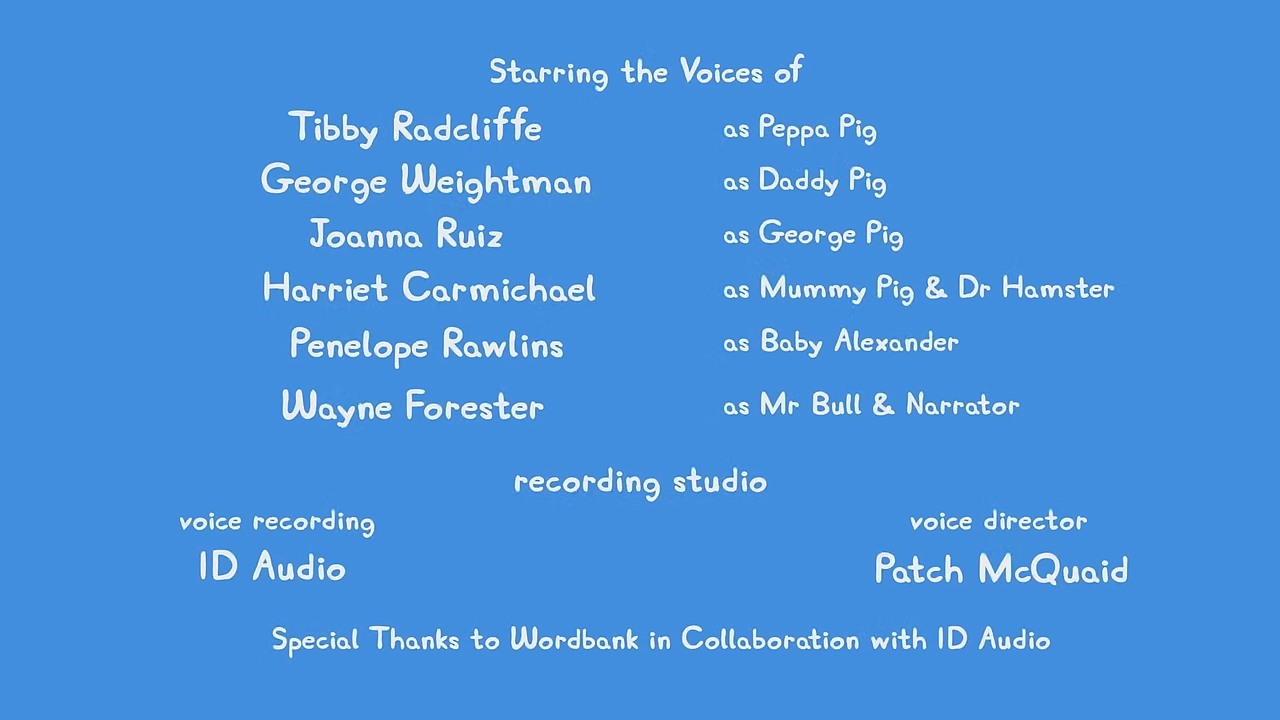 Starring the Voices of
Tibby Radcliffe as Peppa Pig
George Weightman as Daddy Pig
Joanna Ruiz as George Pig
Harriet Carmichael as Mummy Pig & Dr Hamster
Penelope Rawlins as Baby Alexander
Wayne Forester as Mr Bull & Narrator
recording studio
voice recording voice director
ID Audio Patch McQuaid
Special Thanks to Wordbank in Collaboration with ID Audio